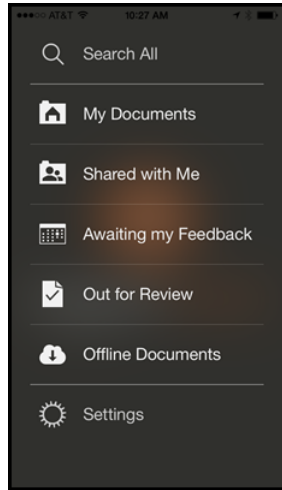 AT&T 10:27 AM
Search All
My Documents
Shared with Me
Awaiting my Feedback
Out for Review
Offline Documents
Settings